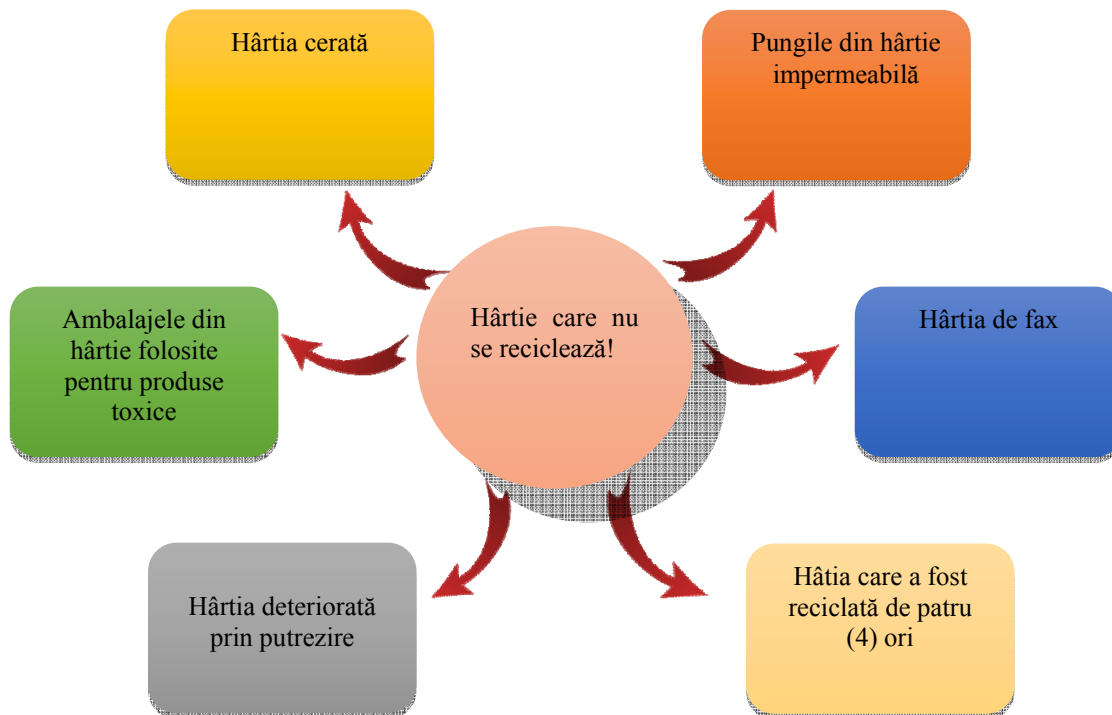 Hârtia cerată
Pungile din hârtie
impermeabilă
Ambalajele din
hârtie folosite
pentru produse
toxice
Hârtie care nu
se reciclează!
Hârtia de fax
Hârtia deteriorată
prin putrezire
Hâtia care a fost
reciclată de patru
(4) ori